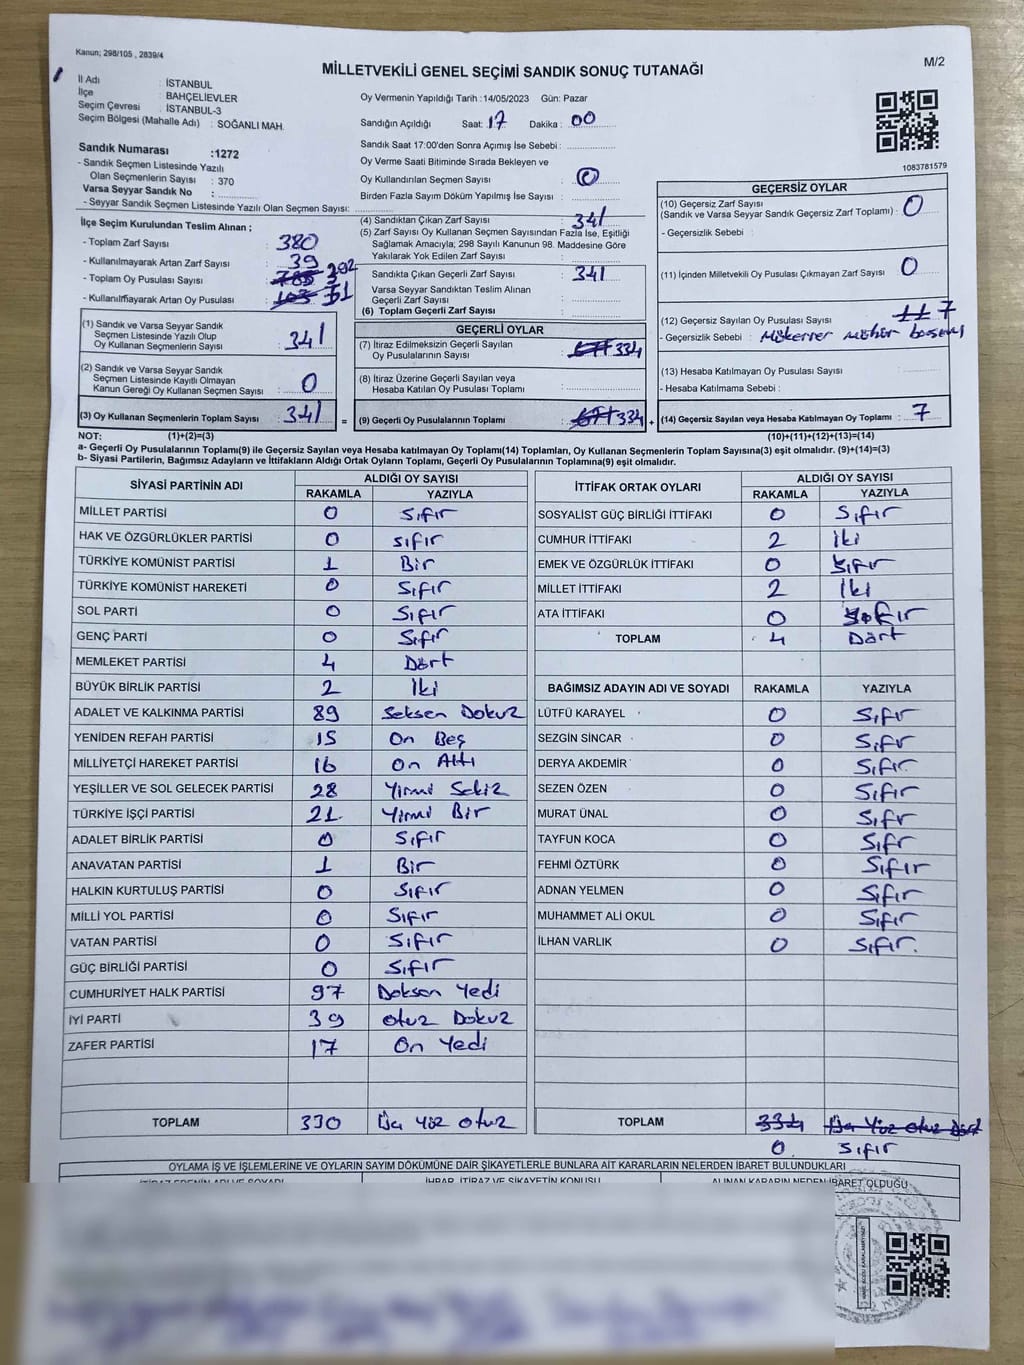 Kanun; 298/105 , 2839/4
MİLLETVEKİLİ GENEL SEÇİMİ SANDIK SONUÇ TUTANAĞI
M/2
İl Adı : İSTANBUL
İlçe : BAHÇELİEVLER
Seçim Çevresi : İSTANBUL-3
Seçim Bölgesi (Mahalle Adı) : SOĞANLI MAH.
Oy Vermenin Yapıldığı Tarih : 14/05/2023 Gün: Pazar
Sandığın Açıldığı Saat: 17 Dakika : 00
Sandık Saat 17:00'den Sonra Açımış İse Sebebi :
Oy Verme Saati Bitiminde Sırada Bekleyen ve
Oy Kullandırılan Seçmen Sayısı : 0
Birden Fazla Sayım Döküm Yapılmış İse Sayısı :
1083781579
Sandık Numarası :1272
- Sandık Seçmen Listesinde Yazılı
Olan Seçmenlerin Sayısı : 370
Varsa Seyyar Sandık No :
- Seyyar Sandık Seçmen Listesinde Yazılı Olan Seçmen Sayısı:
İlçe Seçim Kurulundan Teslim Alınan ;
- Toplam Zarf Sayısı : 380
- Kullanılmayarak Artan Zarf Sayısı : 39
- Toplam Oy Pusulası Sayısı :
- Kullanılmayarak Artan Oy Pusulası :
(1) Sandık ve Varsa Seyyar Sandık
Seçmen Listesinde Yazılı Olup
Oy Kullanan Seçmenlerin Sayısı : 341
(2) Sandık ve Varsa Seyyar Sandık
Seçmen Listesinde Kayıtlı Olmayan
Kanun Gereği Oy Kullanan Seçmen Sayısı : 0
(3) Oy Kullanan Seçmenlerin Toplam Sayısı : 341 =
(4) Sandıktan Çıkan Zarf Sayısı : 341
(5) Zarf Sayısı Oy Kullanan Seçmen Sayısından Fazla İse, Eşitliği
Sağlamak Amacıyla; 298 Sayılı Kanunun 98. Maddesine Göre
Yakılarak Yok Edilen Zarf Sayısı :
Sandıkta Çıkan Geçerli Zarf Sayısı : 341
Varsa Seyyar Sandıktan Teslim Alınan
Geçerli Zarf Sayısı :
(6) Toplam Geçerli Zarf Sayısı :
GEÇERLİ OYLAR
(7) İtiraz Edilmeksizin Geçerli Sayılan
Oy Pusulalarının Sayısı : 334
(8) İtiraz Üzerine Geçerli Sayılan veya
Hesaba Katılan Oy Pusulası Toplamı :
(9) Geçerli Oy Pusulalarının Toplamı : 334 +
GEÇERSİZ OYLAR
(10) Geçersiz Zarf Sayısı
(Sandık ve Varsa Seyyar Sandık Geçersiz Zarf Toplamı) : 0
- Geçersizlik Sebebi :
(11) İçinden Milletvekili Oy Pusulası Çıkmayan Zarf Sayısı : 0
(12) Geçersiz Sayılan Oy Pusulası Sayısı : 7
- Geçersizlik Sebebi : Mükerrer mühür basımı
(13) Hesaba Katılmayan Oy Pusulası Sayısı :
- Hesaba Katılmama Sebebi :
(14) Geçersiz Sayılan veya Hesaba Katılmayan Oy Toplamı : 7
NOT: (1)+(2)=(3) (10)+(11)+(12)+(13)=(14)
a- Geçerli Oy Pusulalarının Toplamı(9) ile Geçersiz Sayılan veya Hesaba Katılmayan Oy Toplamı(14) Toplamları, Oy Kullanan Seçmenlerin Toplam Sayısına(3) eşit olmalıdır. (9)+(14)=(3)
b- Siyasi Partilerin, Bağımsız Adayların ve İttifakların Aldığı Ortak Oyların Toplamı, Geçerli Oy Pusulalarının Toplamına(9) eşit olmalıdır.
SİYASİ PARTİNİN ADI ALDIĞI OY SAYISI
RAKAMLA YAZIYLA
MİLLET PARTİSİ 0 Sıfır
HAK VE ÖZGÜRLÜKLER PARTİSİ 0 sıfır
TÜRKİYE KOMÜNİST PARTİSİ 1 Bir
TÜRKİYE KOMÜNİST HAREKETİ 0 Sıfır
SOL PARTİ 0 Sıfır
GENÇ PARTİ 0 Sıfır
MEMLEKET PARTİSİ 4 Dört
BÜYÜK BİRLİK PARTİSİ 2 İki
ADALET VE KALKINMA PARTİSİ 89 Seksen Dokuz
YENİDEN REFAH PARTİSİ 15 On Beş
MİLLİYETÇİ HAREKET PARTİSİ 16 On Altı
YEŞİLLER VE SOL GELECEK PARTİSİ 28 Yirmi Sekiz
TÜRKİYE İŞÇİ PARTİSİ 21 Yirmi Bir
ADALET BİRLİK PARTİSİ 0 Sıfır
ANAVATAN PARTİSİ 1 Bir
HALKIN KURTULUŞ PARTİSİ 0 Sıfır
MİLLİ YOL PARTİSİ 0 Sıfır
VATAN PARTİSİ 0 Sıfır
GÜÇ BİRLİĞİ PARTİSİ 0 Sıfır
CUMHURİYET HALK PARTİSİ 97 Doksan Yedi
İYİ PARTİ 39 Otuz Dokuz
ZAFER PARTİSİ 17 On Yedi
TOPLAM 330 Üç Yüz Otuz
İTTİFAK ORTAK OYLARI ALDIĞI OY SAYISI
RAKAMLA YAZIYLA
SOSYALİST GÜÇ BİRLİĞİ İTTİFAKI 0 Sıfır
CUMHUR İTTİFAKI 2 İki
EMEK VE ÖZGÜRLÜK İTTİFAKI 0 Sıfır
MİLLET İTTİFAKI 2 İki
ATA İTTİFAKI 0 Sıfır
TOPLAM 4 Dört
BAĞIMSIZ ADAYIN ADI VE SOYADI RAKAMLA YAZIYLA
LÜTFÜ KARAYEL 0 Sıfır
SEZGİN SİNCAR 0 Sıfır
DERYA AKDEMİR 0 Sıfır
SEZEN ÖZEN 0 Sıfır
MURAT ÜNAL 0 Sıfır
TAYFUN KOCA 0 Sıfır
FEHMİ ÖZTÜRK 0 Sıfır
ADNAN YELMEN 0 Sıfır
MUHAMMET ALİ OKUL 0 Sıfır
İLHAN VARLIK 0 Sıfır.
TOPLAM 334 Üç Yüz Otuz Dört
0 Sıfır
OYLAMA İŞ VE İŞLEMLERİNE VE OYLARIN SAYIM DÖKÜMÜNE DAİR ŞİKAYETLERLE BUNLARA AİT KARARLARIN NELERDEN İBARET BULUNDUKLARI
İTİRAZ EDENİN ADI VE SOYADI İHBAR, İTİRAZ VE ŞİKAYETİN KONUSU ALINAN KARARIN NEDEN İBARET OLDUĞU